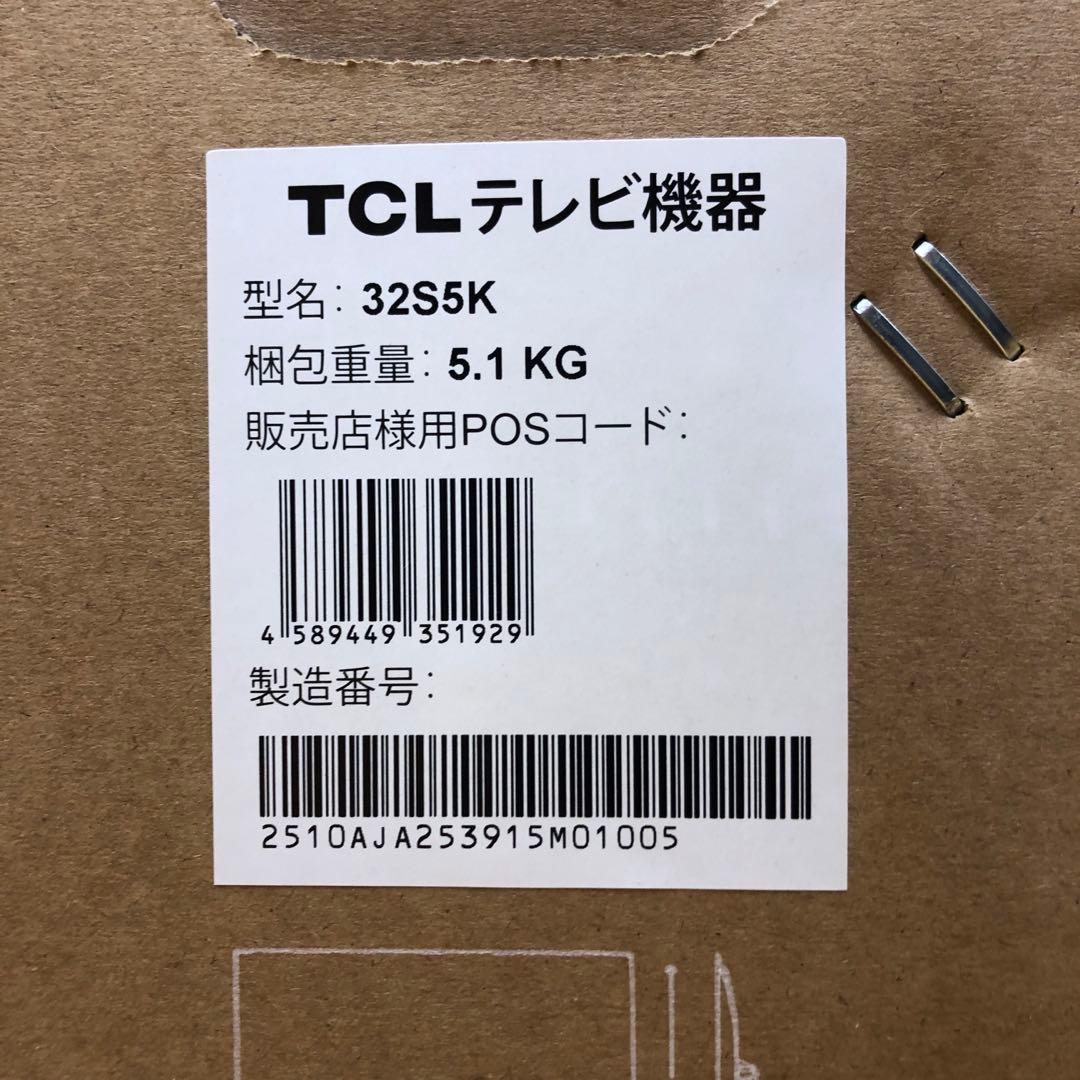 TCLテレビ機器
型名: 32S5K
梱包重量: 5.1 KG
販売店様用POSコード:
4 589449 351929
製造番号:
2510AJA253915M01005